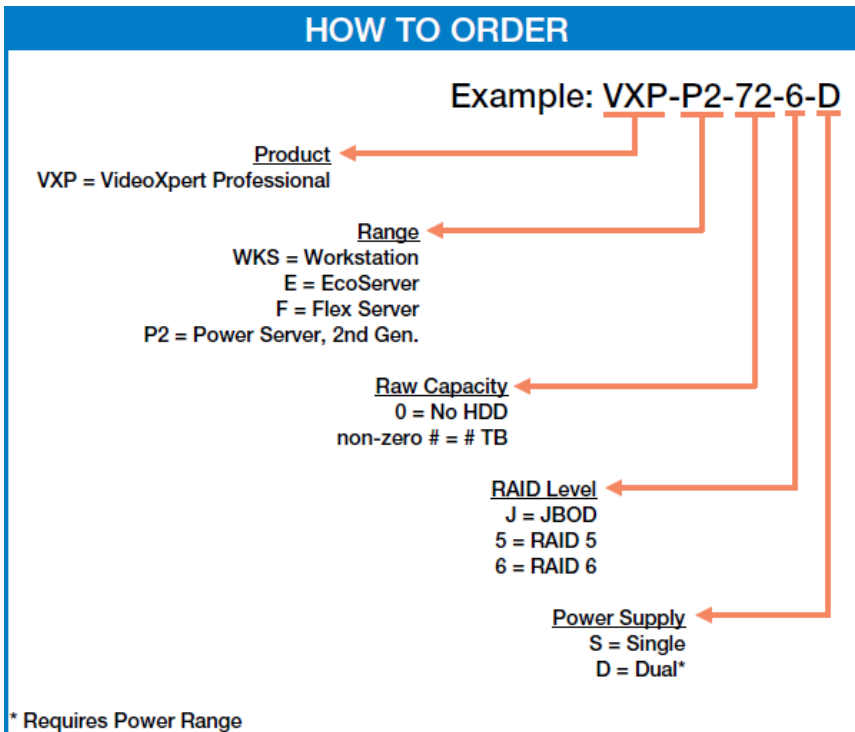 HOW TO ORDER
Example: VXP-P2-72-6-D
Product
VXP = VideoXpert Professional
Range
WKS = Workstation
E = EcoServer
F = Flex Server
P2 = Power Server, 2nd Gen.
Raw Capacity
0 = No HDD
non-zero # = # TB
RAID Level
J = JBOD
5 = RAID 5
6 = RAID 6
Power Supply
S = Single
D = Dual*
* Requires Power Range